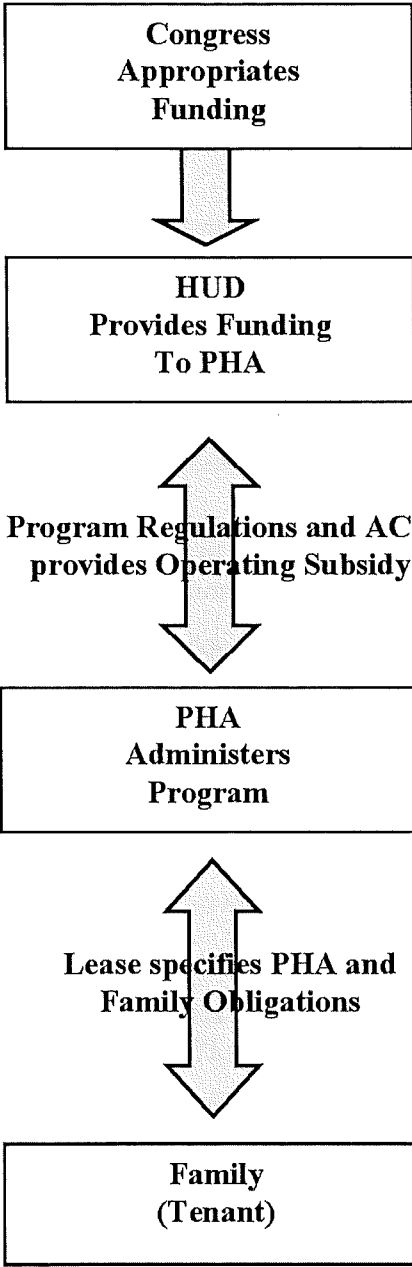 Congress
Appropriates
Funding
HUD
Provides Funding
To PHA
Program Regulations and AC
provides Operating Subsidy
PHA
Administers
Program
Lease specifies PHA and
Family Obligations
Family
(Tenant)